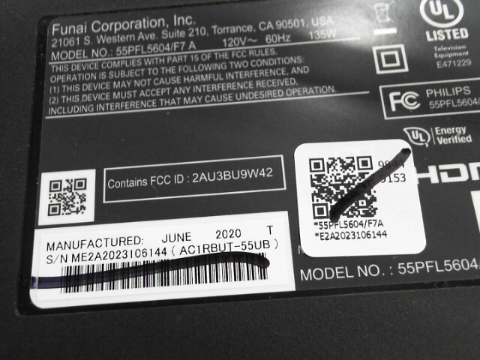 Funai Corporation, Inc.
21061 S. Western Ave. Suite 210, Torrance, CA 90501, USA
MODEL NO.: 55PFL5604/F7 A 120V~ 60Hz 135W
THIS DEVICE COMPLIES WITH PART 15 OF THE FCC RULES.
OPERATION IS SUBJECT TO THE FOLLOWING TWO CONDITIONS:
(1) THIS DEVICE MAY NOT CAUSE HARMFUL INTERFERENCE, AND
(2) THIS DEVICE MUST ACCEPT ANY INTERFERENCE RECEIVED,
INCLUDING INTERFERENCE THAT MAY CAUSE UNDESIRED OPERATION.
UL
LISTED
Television
Equipment
E471229
FC PHILIPS
55PFL5604/
UL Energy
Verified
HDM
Contains FCC ID : 2AU3BU9W42
3153
*55PFL5604/F7A
*E2A2023106144
MANUFACTURED: JUNE 2020 T
S/N ME2A2023106144 (AC1RBUT-55UB)
MODEL NO.: 55PFL5604/